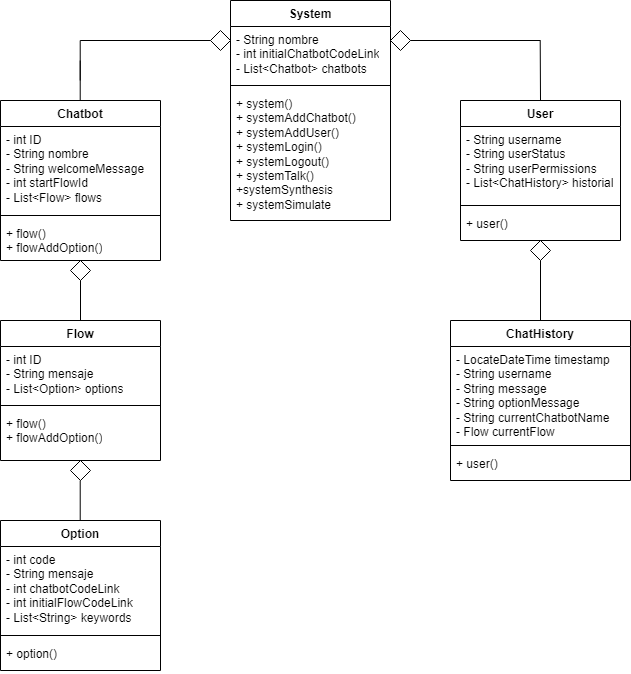 System
- String nombre
- int initialChatbotCodeLink
- List<Chatbot> chatbots
+ system()
+ systemAddChatbot()
+ systemAddUser()
+ systemLogin()
+ systemLogout()
+ systemTalk()
+systemSynthesis
+ systemSimulate
Chatbot
- int ID
- String nombre
- String welcomeMessage
- int startFlowId
- List<Flow> flows
+ flow()
+ flowAddOption()
User
- String username
- String userStatus
- String userPermissions
- List<ChatHistory> historial
+ user()
Flow
- int ID
- String mensaje
- List<Option> options
+ flow()
+ flowAddOption()
ChatHistory
- LocateDateTime timestamp
- String username
- String message
- String optionMessage
- String currentChatbotName
- Flow currentFlow
+ user()
Option
- int code
- String mensaje
- int chatbotCodeLink
- int initialFlowCodeLink
- List<String> keywords
+ option()